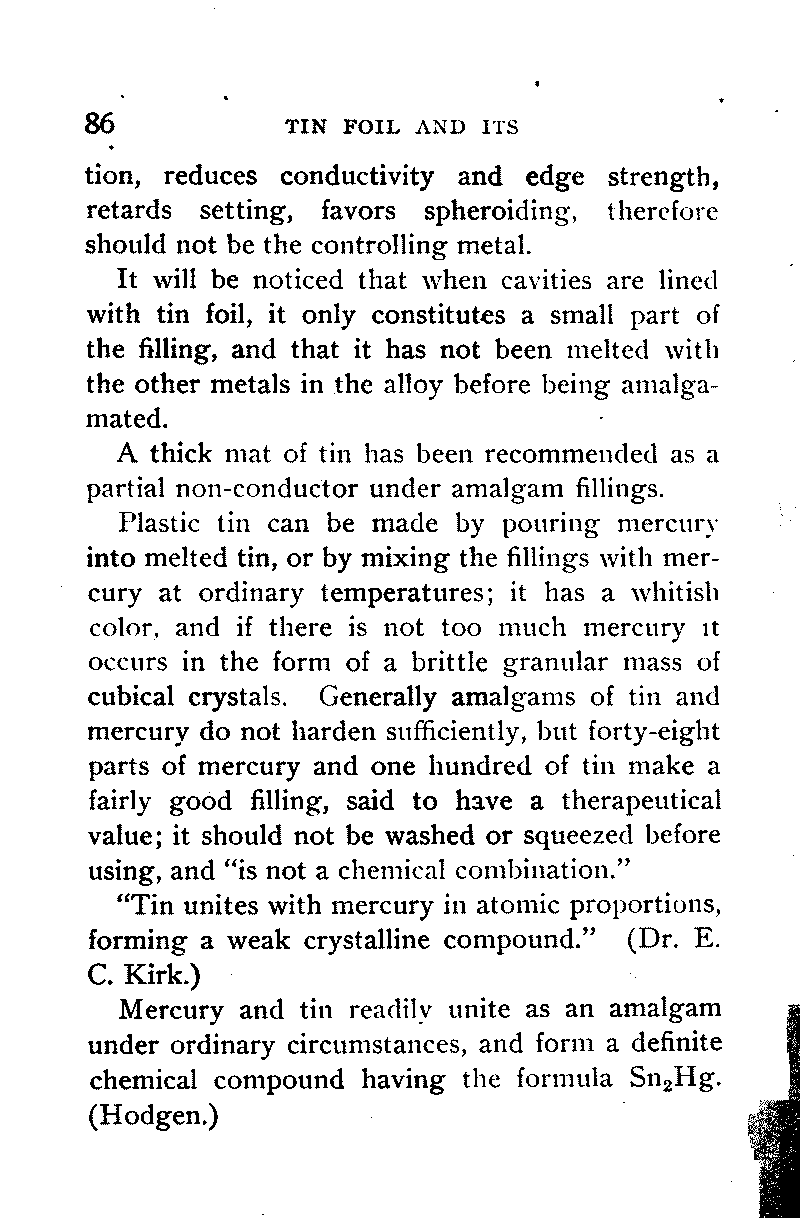 86 TIN FOIL AND ITS
tion, reduces conductivity and edge strength,
retards setting, favors spheroiding, therefore
should not be the controlling metal.
It will be noticed that when cavities are lined
with tin foil, it only constitutes a small part of
the filling, and that it has not been melted with
the other metals in the alloy before being amalga-
mated.
A thick mat of tin has been recommended as a
partial non-conductor under amalgam fillings.
Plastic tin can be made by pouring mercury
into melted tin, or by mixing the fillings with mer-
cury at ordinary temperatures; it has a whitish
color, and if there is not too much mercury it
occurs in the form of a brittle granular mass of
cubical crystals. Generally amalgams of tin and
mercury do not harden sufficiently, but forty-eight
parts of mercury and one hundred of tin make a
fairly good filling, said to have a therapeutical
value; it should not be washed or squeezed before
using, and “is not a chemical combination.”
“Tin unites with mercury in atomic proportions,
forming a weak crystalline compound.” (Dr. E.
C. Kirk.)
Mercury and tin readily unite as an amalgam
under ordinary circumstances, and form a definite
chemical compound having the formula Sn₂Hg.
(Hodgen.)